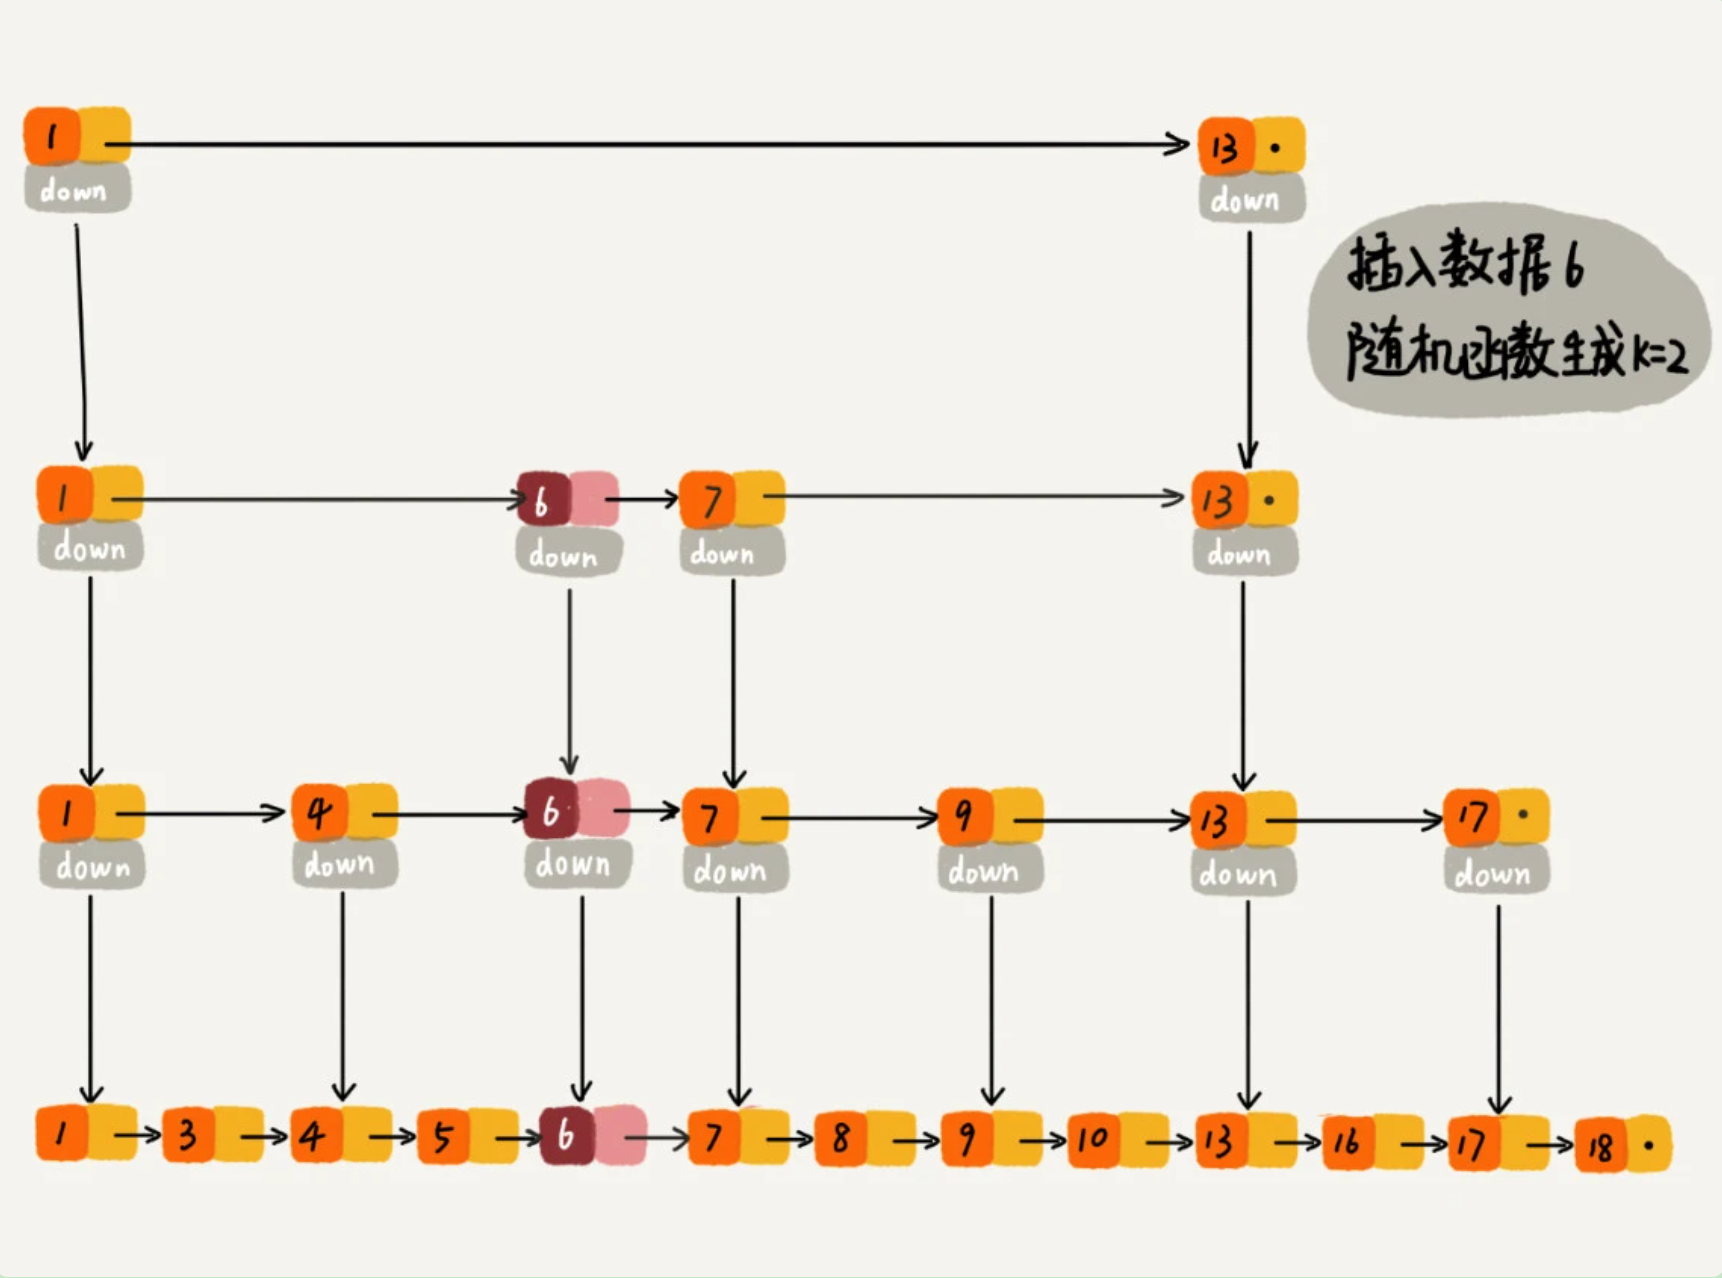 1 13
down down
插入数据6
随机函数生成K=2
1 6 7 13
down down down down
1 4 6 7 9 13 17
down down down down down down down
1 3 4 5 6 7 8 9 10 13 16 17 18